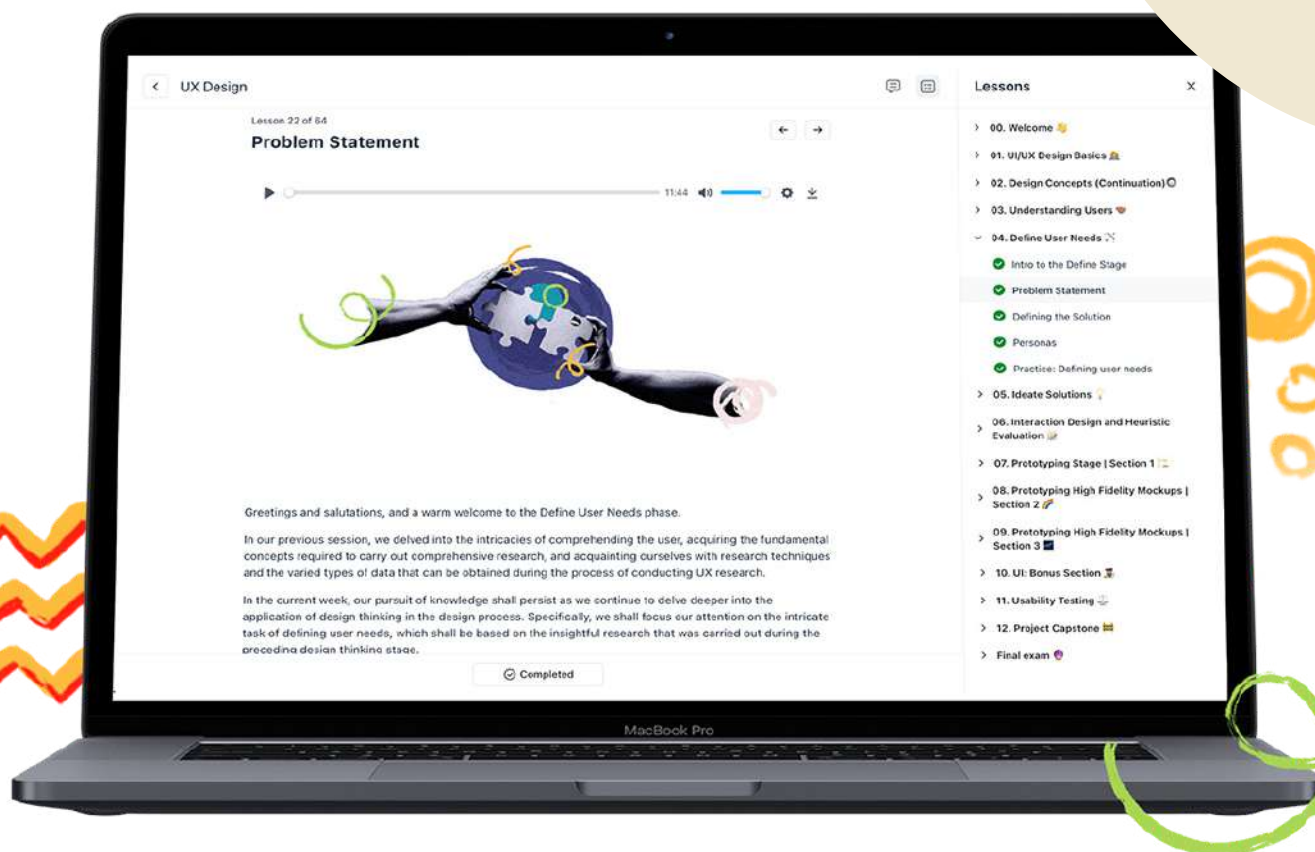 UX Design
Lesson 22 of 64
Problem Statement
11:44
Greetings and salutations, and a warm welcome to the Define User Needs phase.
In our previous session, we delved into the intricacies of comprehending the user, acquiring the fundamental
concepts required to carry out comprehensive research, and acquainting ourselves with research techniques
and the varied types of data that can be obtained during the process of conducting UX research.
In the current week, our pursuit of knowledge shall persist as we continue to delve deeper into the
application of design thinking in the design process. Specifically, we shall focus our attention on the intricate
task of defining user needs, which shall be based on the insightful research that was carried out during the
preceding design thinking stage.
Completed
Lessons
00. Welcome 👋
01. UI/UX Design Basics
02. Design Concepts (Continuation)
03. Understanding Users
04. Define User Needs
Intro to the Define Stage
Problem Statement
Defining the Solution
Personas
Practice: Defining user needs
05. Ideate Solutions 💡
06. Interaction Design and Heuristic
Evaluation
07. Prototyping Stage | Section 1
08. Prototyping High Fidelity Mockups |
Section 2 🌈
09. Prototyping High Fidelity Mockups |
Section 3
10. UI: Bonus Section
11. Usability Testing
12. Project Capstone
Final exam 🔮
MacBook Pro